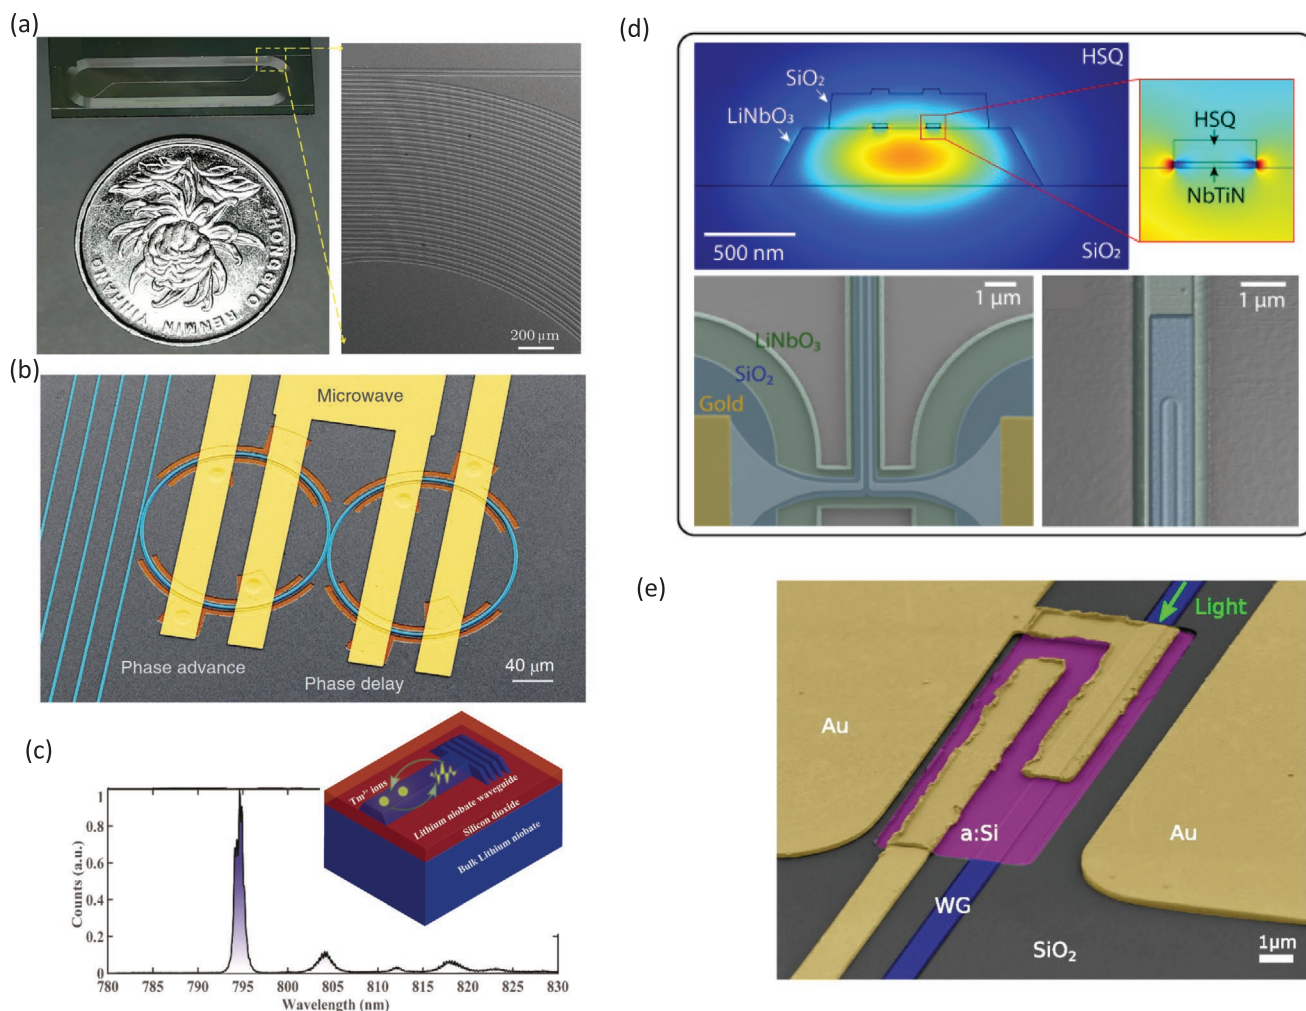 (a)
ZHONGGUO RENMIN YINHANG
200 μm
(b)
Microwave
Phase advance
Phase delay
40 μm
(c)
Tm³⁺ ions
Lithium niobate waveguide
Silicon dioxide
Bulk Lithium niobate
1
0.8
0.6
0.4
0.2
0
Counts (a.u.)
780 785 790 795 800 805 810 815 820 825 830
Wavelength (nm)
(d)
HSQ
SiO₂
LiNbO₃
500 nm
SiO₂
HSQ
NbTiN
1 μm
LiNbO₃
SiO₂
Gold
1 μm
(e)
Light
Au
a:Si
Au
WG
SiO₂
1μm